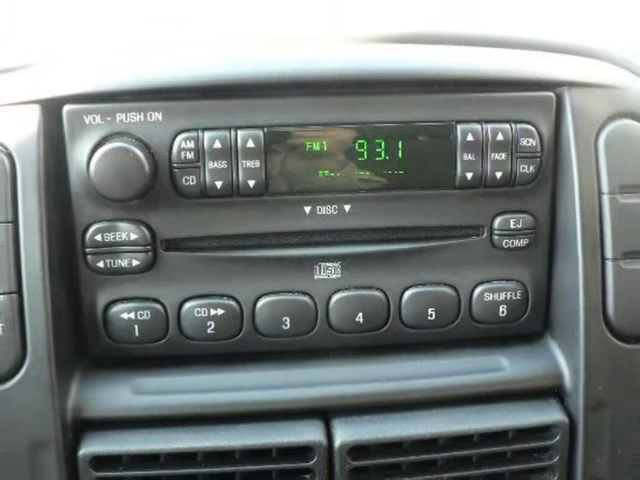 VOL - PUSH ON
AM
FM
CD
▲ BASS ▼
▲ TREB ▼
FM1 93.1
▲ BAL ▼
▲ FADE ▼
SCN
CLK
▼ DISC ▼
◀ SEEK ▶
◀ TUNE ▶
EJ
COMP
disc
◀◀ CD
1
CD ▶▶
2
3
4
5
SHUFFLE
6